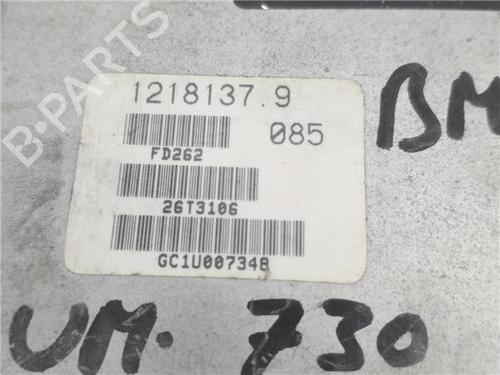 B-PARTS
1218137.9
085
BM
FD262
26T3106
GC1U00734B
UM. 730